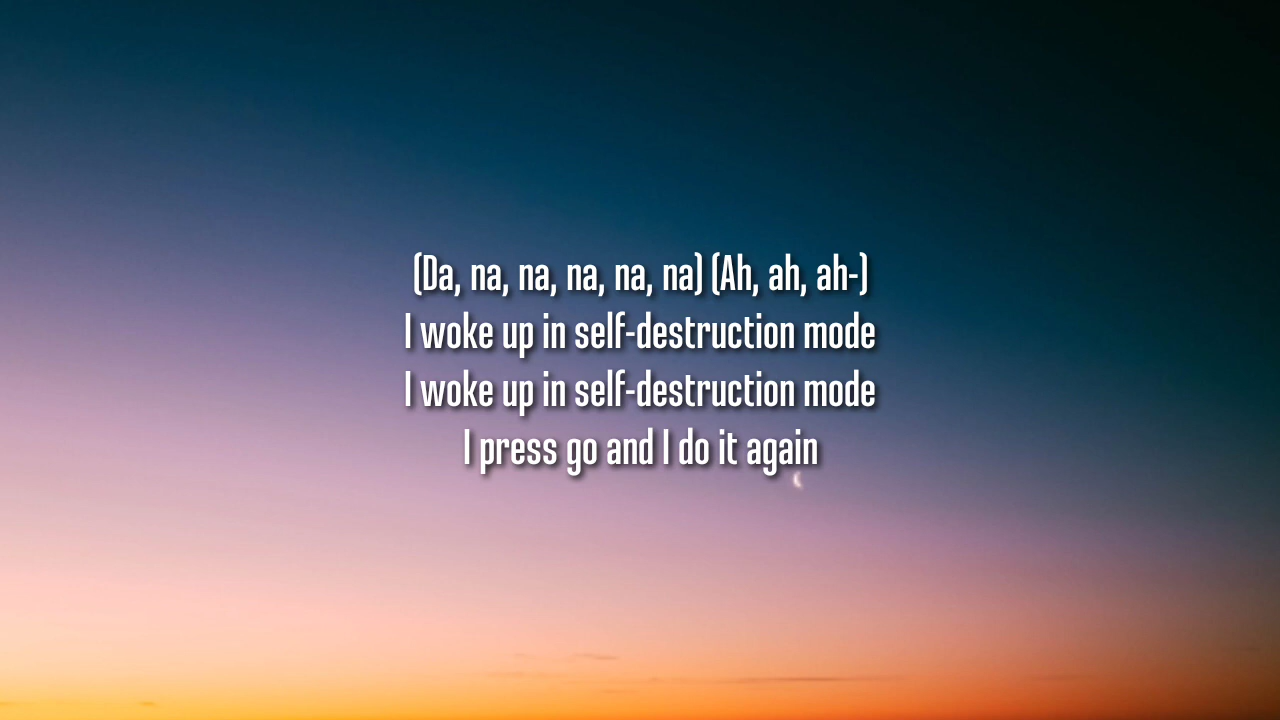 (Da, na, na, na, na, na) (Ah, ah, ah-)
I woke up in self-destruction mode
I woke up in self-destruction mode
I press go and I do it again